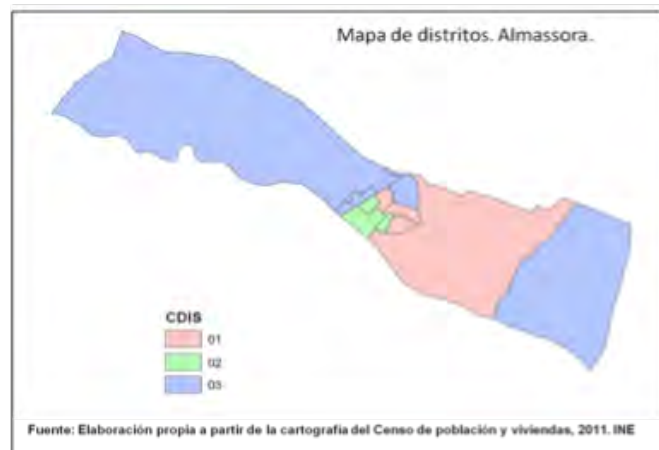 Mapa de distritos. Almassora.
CDIS
01
02
03
Fuente: Elaboración propia a partir de la cartografía del Censo de población y viviendas, 2011. INE